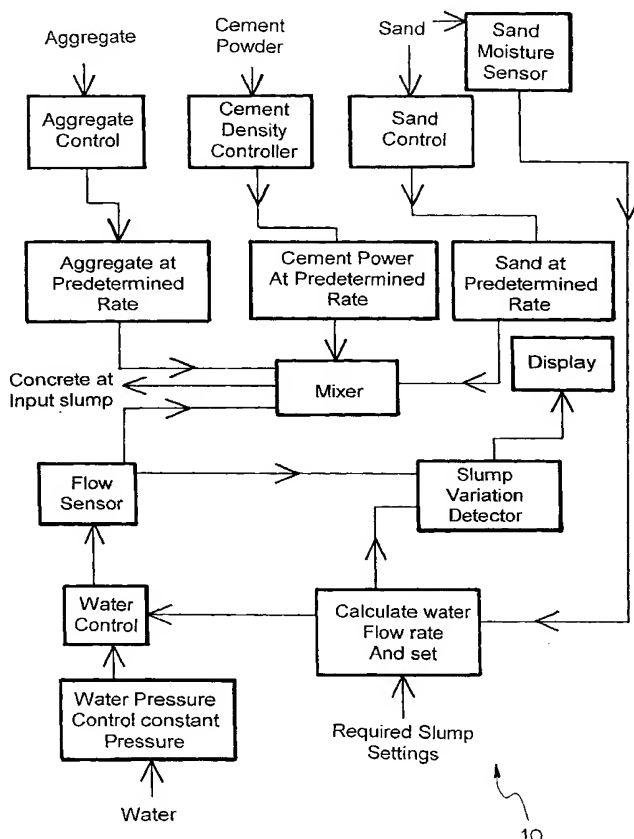 Aggregate
Cement
Powder
Sand
Sand
Moisture
Sensor
Aggregate
Control
Cement
Density
Controller
Sand
Control
Aggregate at
Predetermined
Rate
Cement Power
At Predetermined
Rate
Sand at
Predetermined
Rate
Display
Concrete at
Input slump
Mixer
Flow
Sensor
Slump
Variation
Detector
Water
Control
Calculate water
Flow rate
And set
Water Pressure
Control constant
Pressure
Required Slump
Settings
Water
10